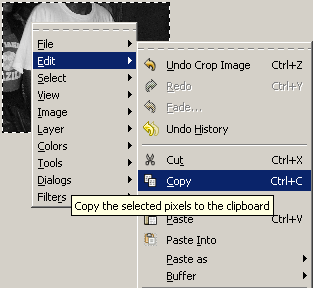 File
Edit
Select
View
Image
Layer
Colors
Tools
Dialogs
Filters
Undo Crop Image Ctrl+Z
Redo Ctrl+Y
Fade...
Undo History
Cut Ctrl+X
Copy Ctrl+C
Copy the selected pixels to the clipboard
Paste Ctrl+V
Paste Into
Paste as
Buffer